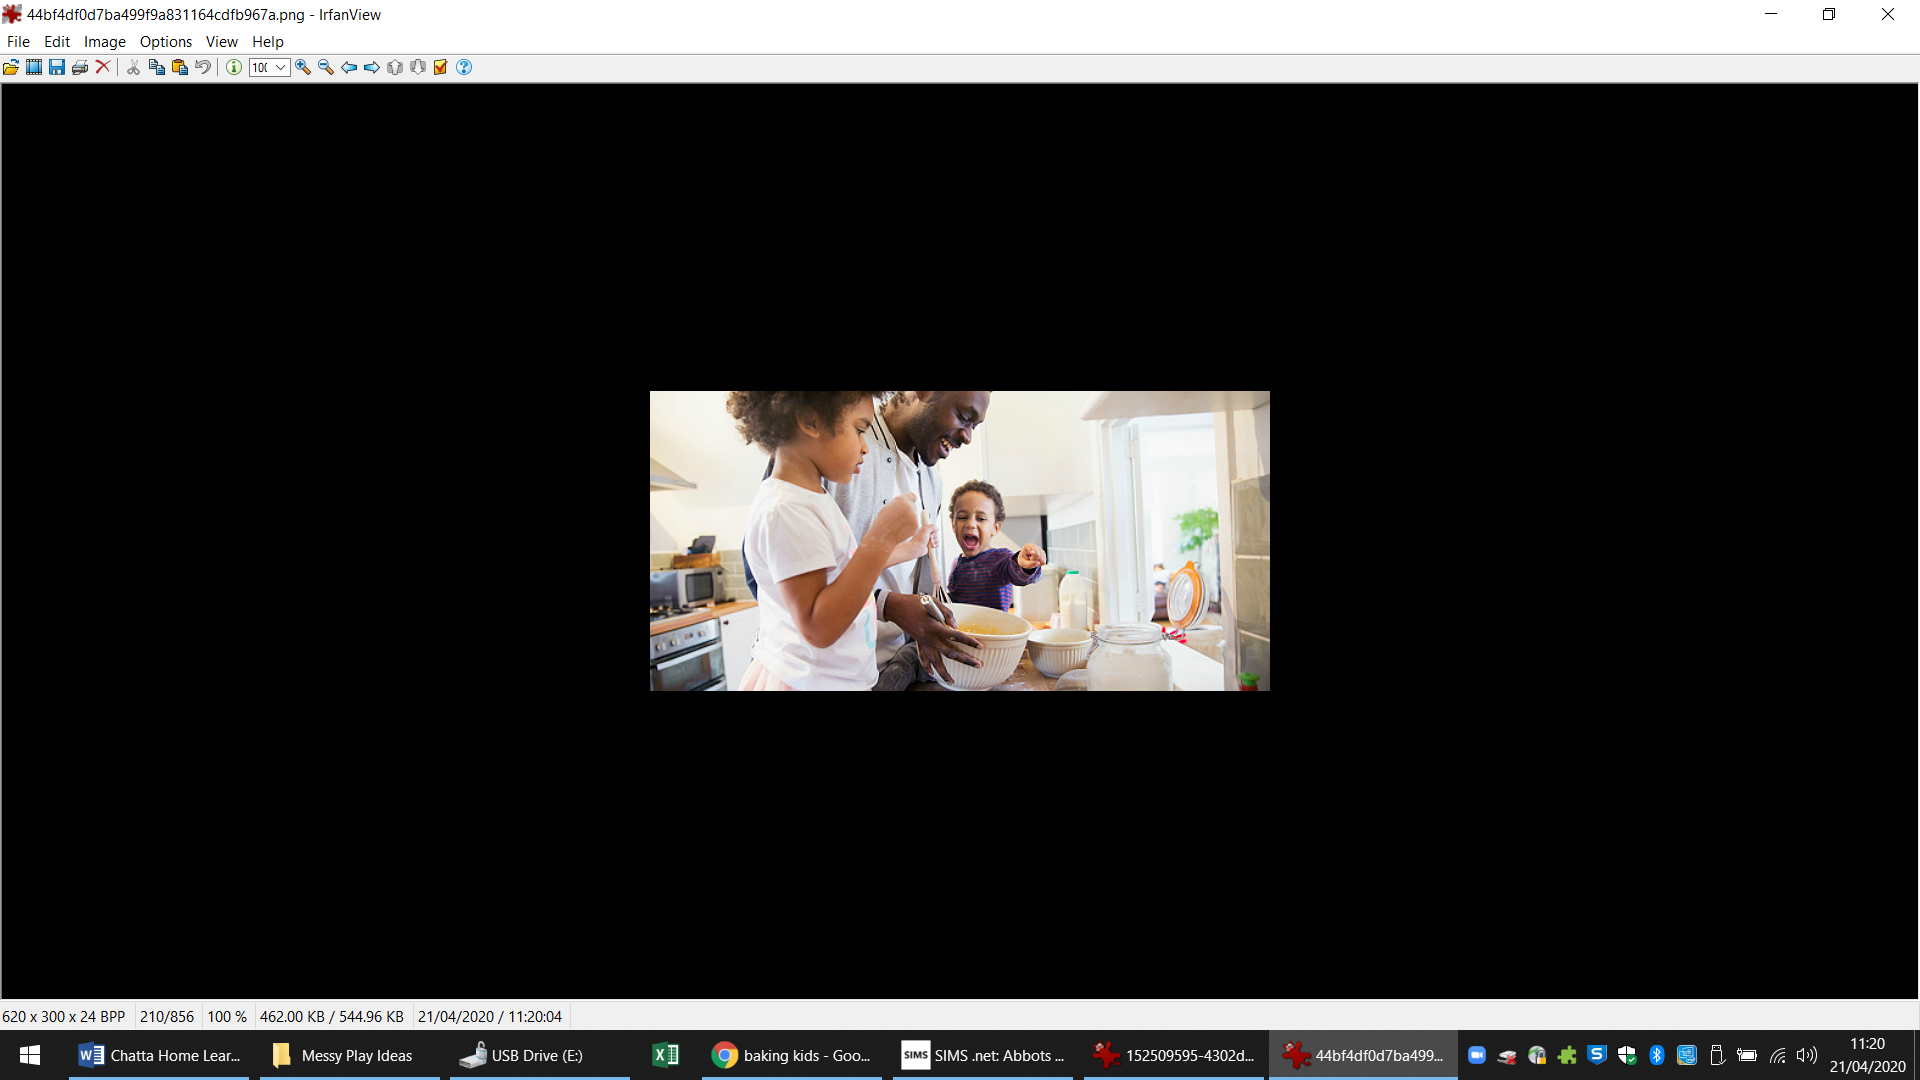 44bf4df0d7ba499f9a831164cdfb967a.png - IrfanView
File Edit Image Options View Help
620 x 300 x 24 BPP 210/856 100 % 462.00 KB / 544.96 KB 21/04/2020 / 11:20:04
Chatta Home Lear... Messy Play Ideas USB Drive (E:) baking kids - Goo... SIMS SIMS .net: Abbots ... 152509595-4302d... 44bf4df0d7ba499... 11:20
21/04/2020